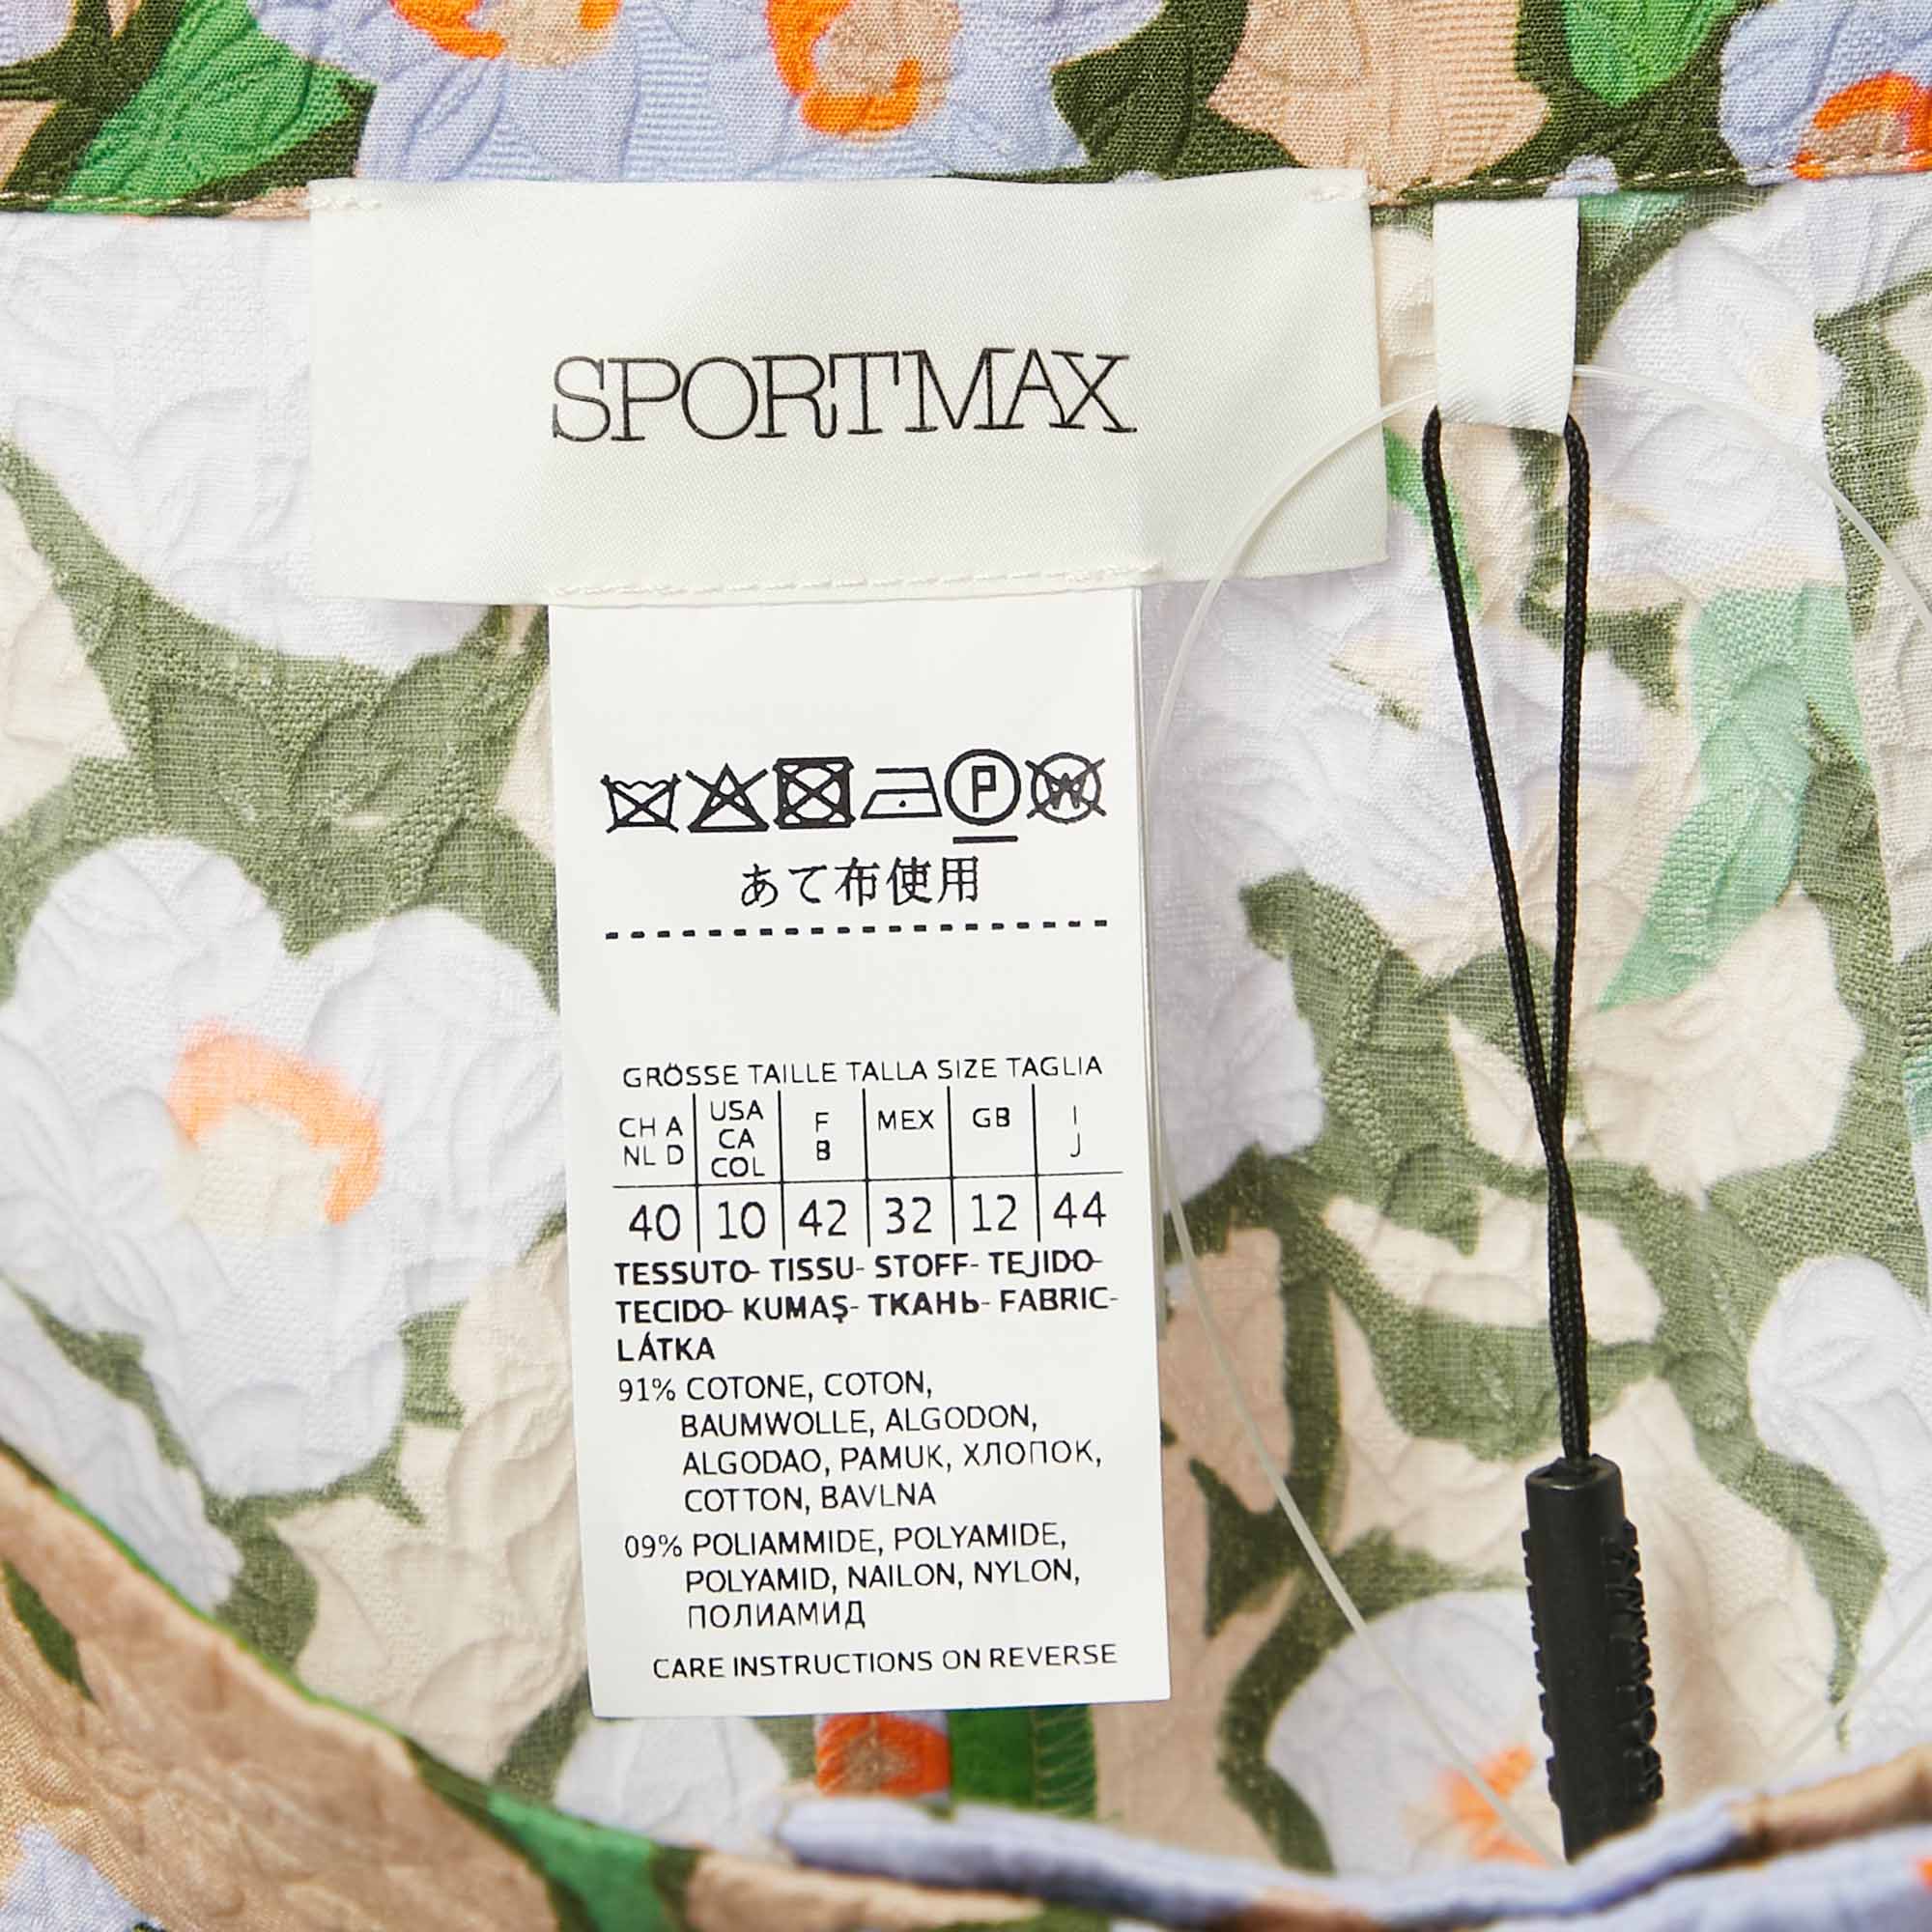 SPORTMAX
P W
あて布使用
GRÖSSE TAILLE TALLA SIZE TAGLIA
CH A NL D USA CA COL F B MEX GB I J
40 10 42 32 12 44
TESSUTO- TISSU- STOFF- TEJIDO-
TECIDO- KUMAŞ- ТКАНЬ- FABRIC-
LÁTKA
91% COTONE, COTON,
BAUMWOLLE, ALGODON,
ALGODAO, PAMUK, ХЛОПОК,
COTTON, BAVLNA
09% POLIAMMIDE, POLYAMIDE,
POLYAMID, NAILON, NYLON,
ПОЛИАМИД
CARE INSTRUCTIONS ON REVERSE